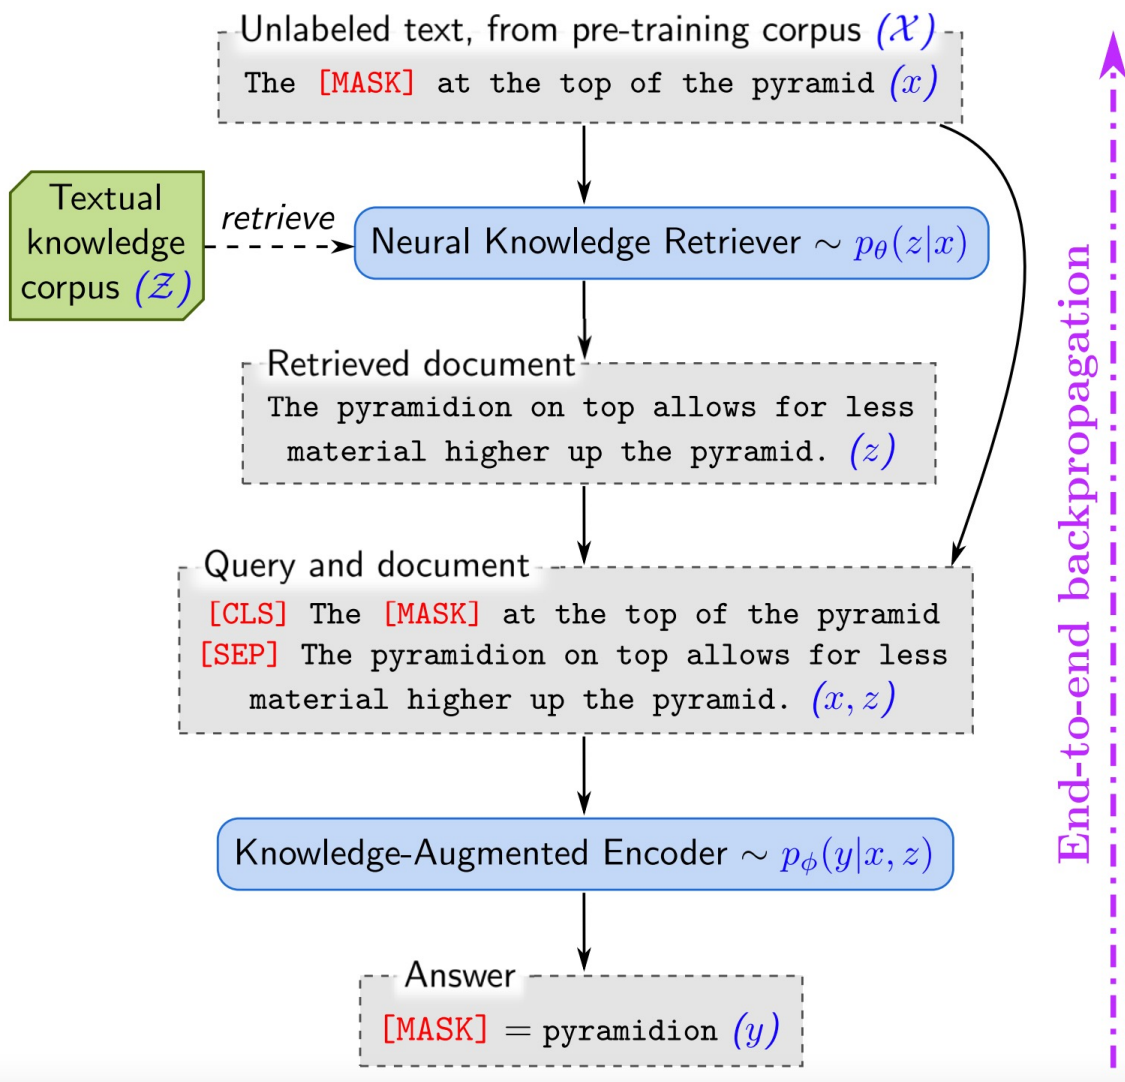 Unlabeled text, from pre-training corpus (𝒳)
The [MASK] at the top of the pyramid (x)
Textual
knowledge
corpus (𝒵)
retrieve
Neural Knowledge Retriever ~ pθ(z|x)
Retrieved document
The pyramidion on top allows for less
material higher up the pyramid. (z)
Query and document
[CLS] The [MASK] at the top of the pyramid
[SEP] The pyramidion on top allows for less
material higher up the pyramid. (x, z)
Knowledge-Augmented Encoder ~ pϕ(y|x, z)
Answer
[MASK] = pyramidion (y)
End-to-end backpropagation